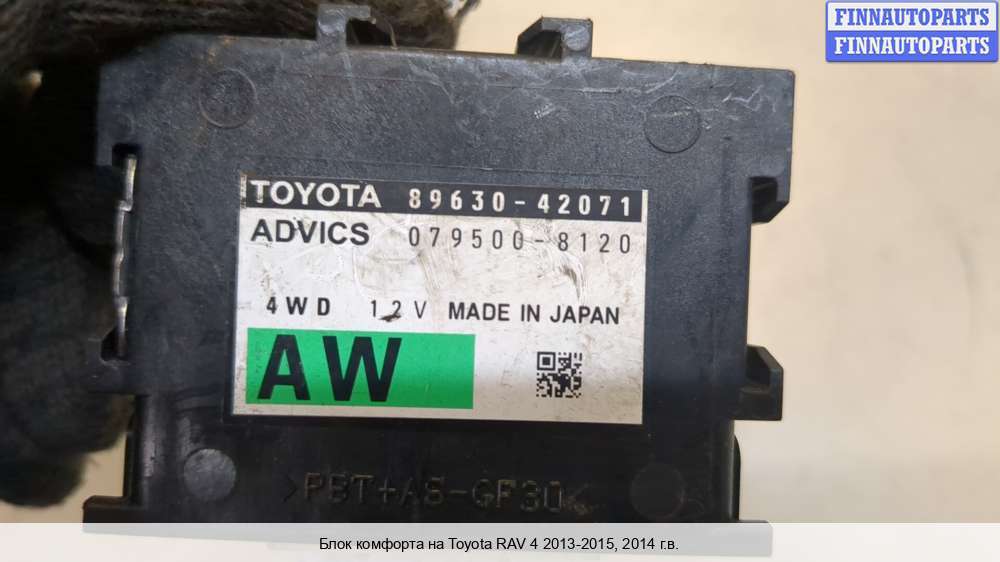 FINNAUTOPARTS
FINNAUTOPARTS
TOYOTA 89630-42071
ADVICS 079500-8120
4WD 12V MADE IN JAPAN
AW
>PBT+AS-GF30<
Блок комфорта на Toyota RAV 4 2013-2015, 2014 г.в.